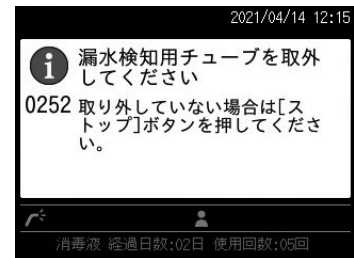 2021/04/14 12:15
漏水検知用チューブを取外
してください
0252 取り外していない場合は[ス
トップ]ボタンを押してくださ
い。
消毒液 経過日数:02日 使用回数:05回